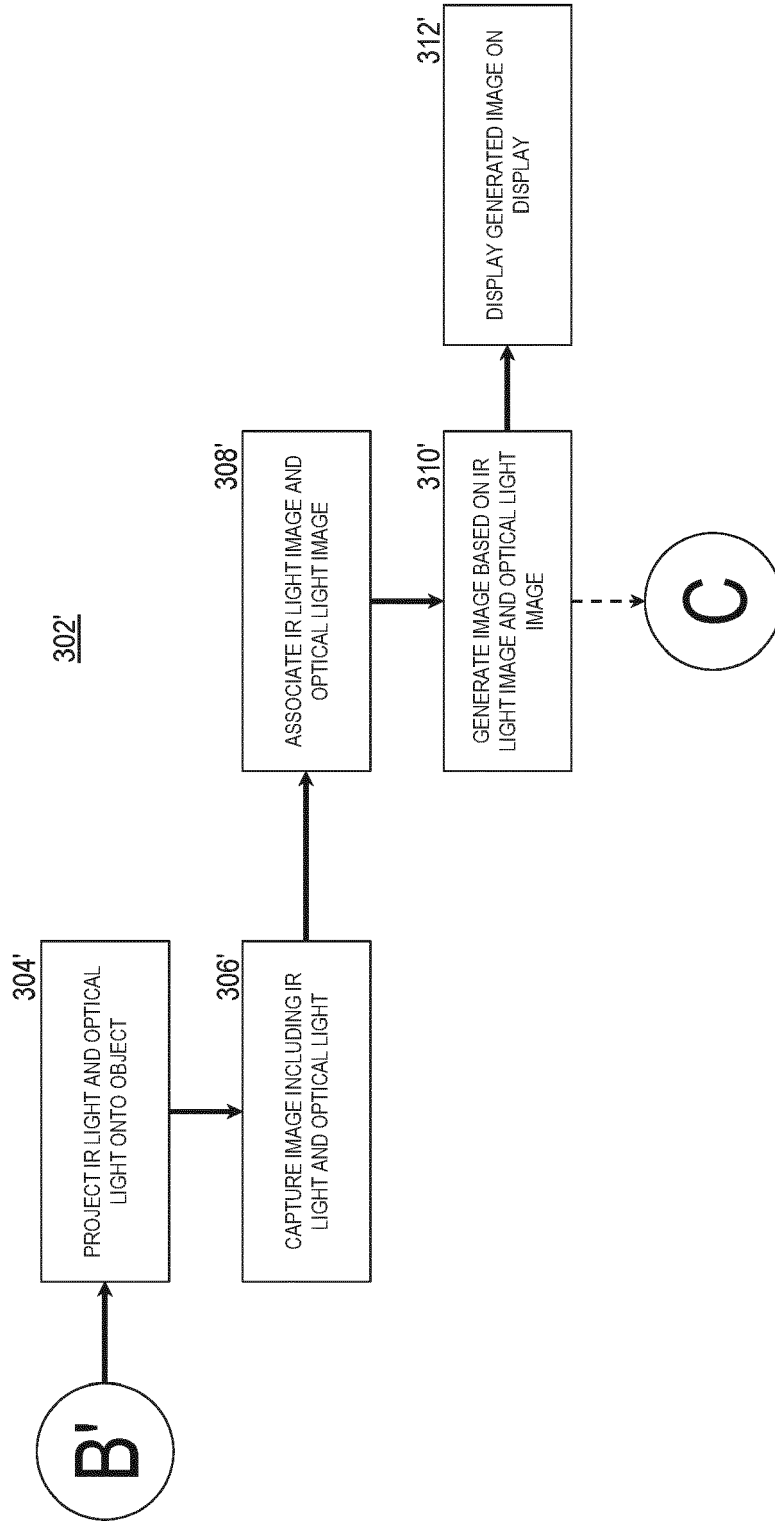 302'
B'
304'
PROJECT IR LIGHT AND OPTICAL
LIGHT ONTO OBJECT
306'
CAPTURE IMAGE INCLUDING IR
LIGHT AND OPTICAL LIGHT
308'
ASSOCIATE IR LIGHT IMAGE AND
OPTICAL LIGHT IMAGE
310'
GENERATE IMAGE BASED ON IR
LIGHT IMAGE AND OPTICAL LIGHT
IMAGE
312'
DISPLAY GENERATED IMAGE ON
DISPLAY
C